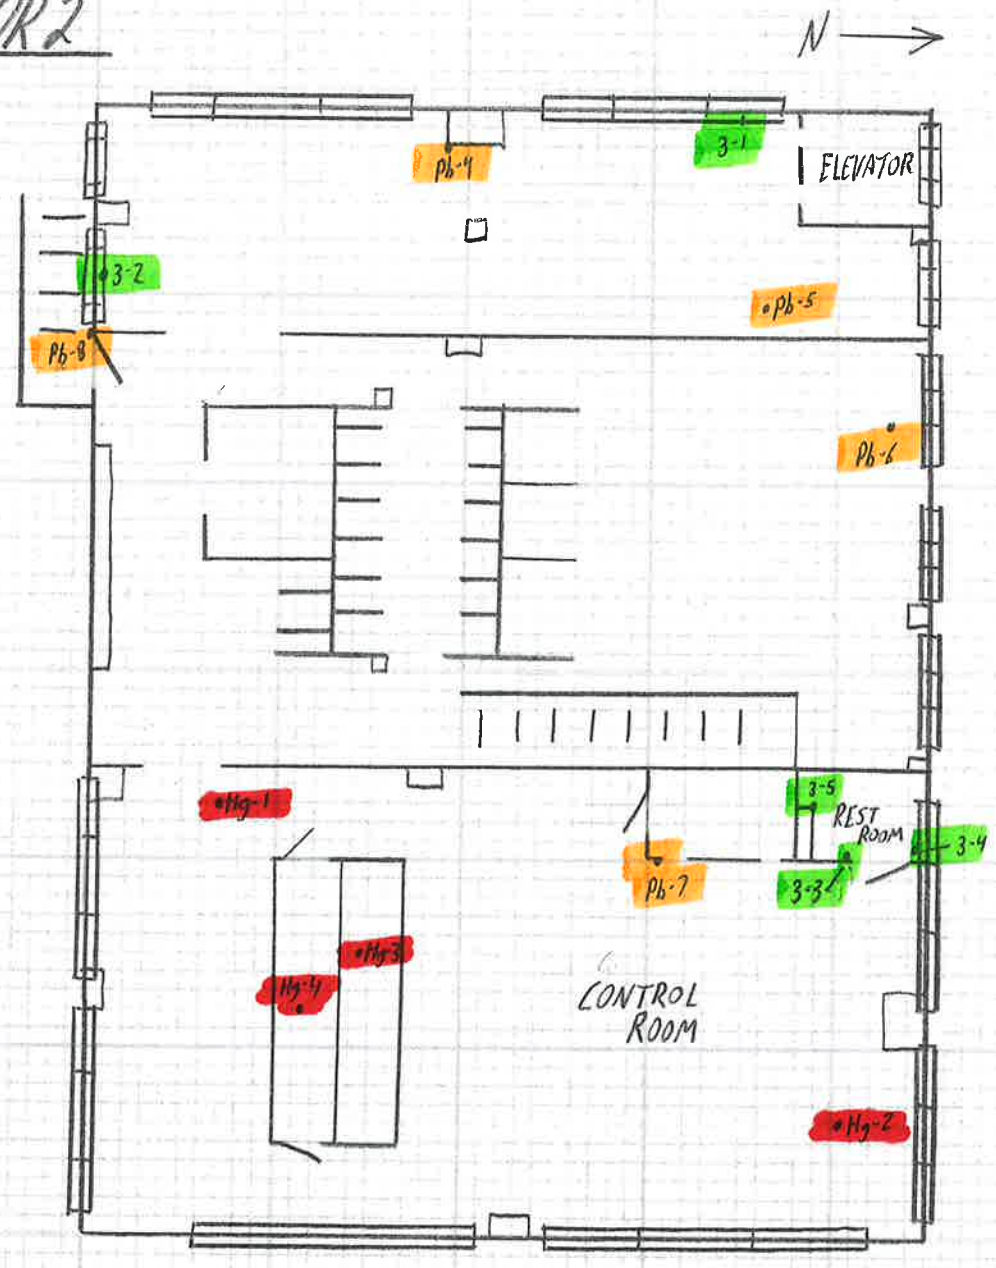 R2
N
Pb-4
3-1
ELEVATOR
3-2
Pb-5
Pb-8
Pb-6
Hg-1
3-5
REST
ROOM
3-4
Pb-7
3-3
Hg-3
Hg-4
CONTROL
ROOM
Hg-2